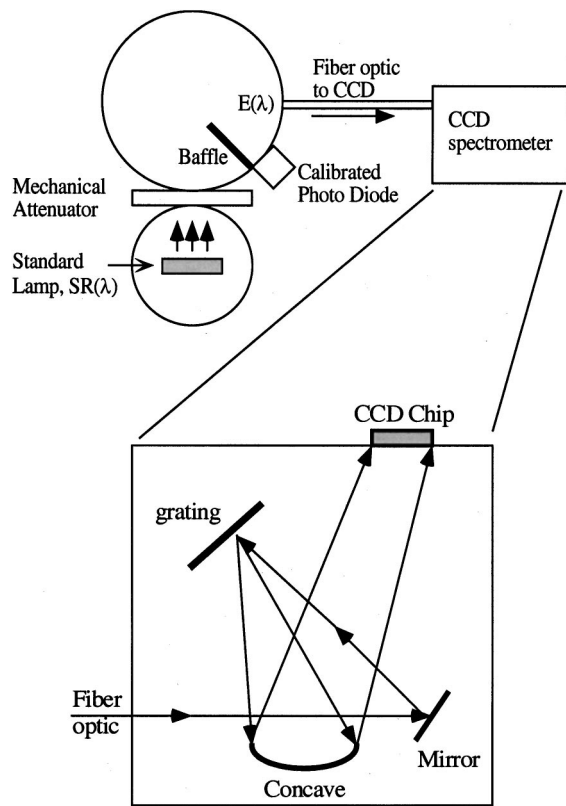 Fiber optic
to CCD
E(λ)
CCD
spectrometer
Baffle
Calibrated
Photo Diode
Mechanical
Attenuator
Standard
Lamp, SR(λ)
CCD Chip
grating
Fiber
optic
Mirror
Concave